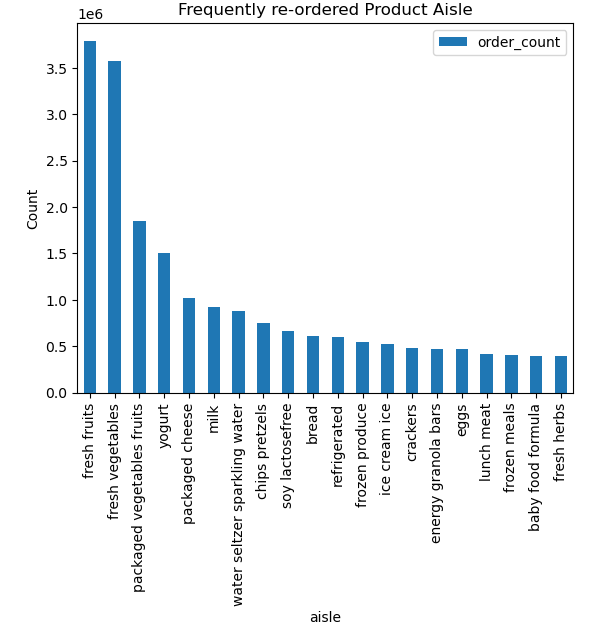 Frequently re-ordered Product Aisle
1e6
order_count
3.5
3.0
2.5
2.0
1.5
1.0
0.5
0.0
Count
fresh fruits
fresh vegetables
packaged vegetables fruits
yogurt
packaged cheese
milk
water seltzer sparkling water
chips pretzels
soy lactosefree
bread
refrigerated
frozen produce
ice cream ice
crackers
energy granola bars
eggs
lunch meat
frozen meals
baby food formula
fresh herbs
aisle